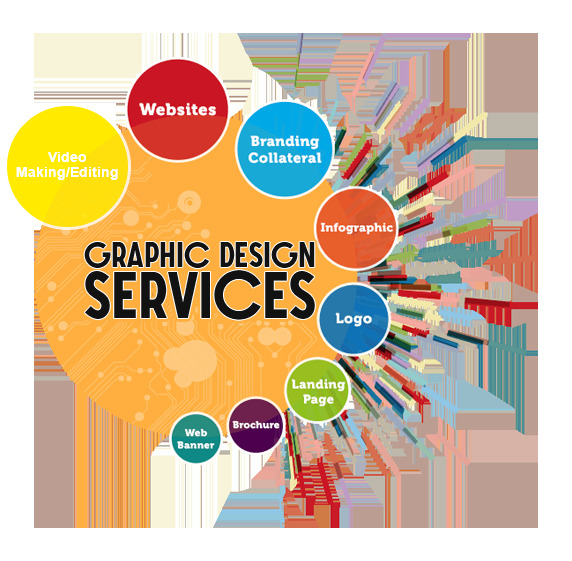 Websites
Video
Making/Editing
Branding
Collateral
Infographic
GRAPHIC DESIGN
SERVICES
Logo
Landing
Page
Brochure
Web
Banner